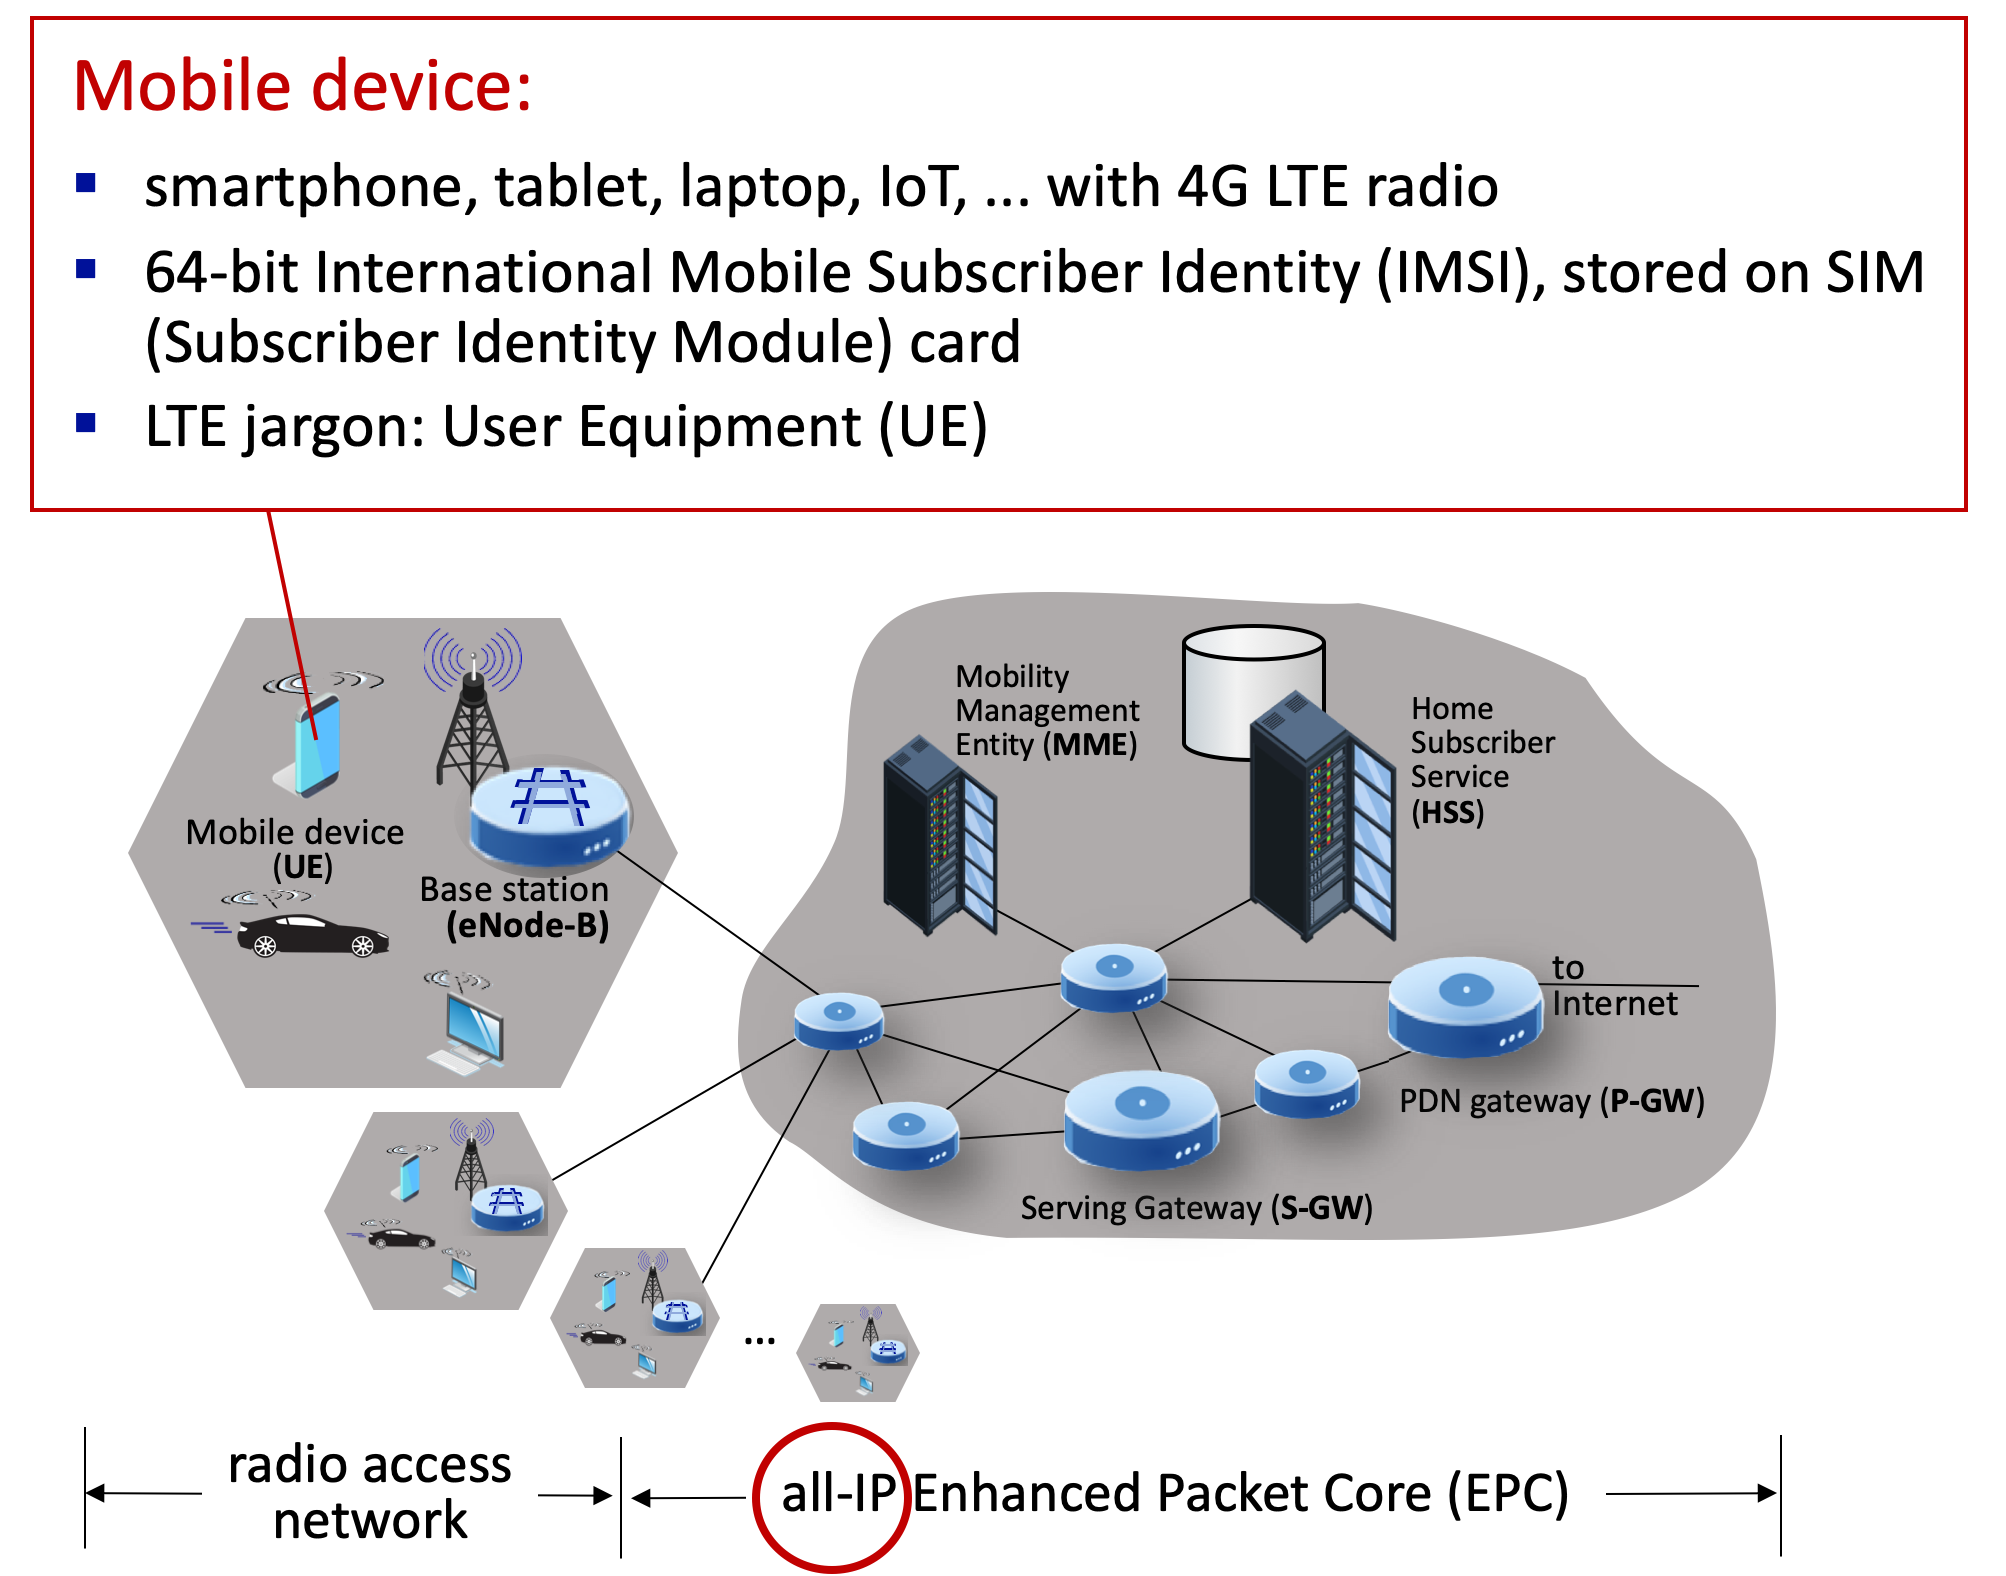 Mobile device:
▪ smartphone, tablet, laptop, IoT, ... with 4G LTE radio
▪ 64-bit International Mobile Subscriber Identity (IMSI), stored on SIM
(Subscriber Identity Module) card
▪ LTE jargon: User Equipment (UE)
Mobile device
(UE)
Base station
(eNode-B)
Mobility
Management
Entity (MME)
Home
Subscriber
Service
(HSS)
to
Internet
PDN gateway (P-GW)
Serving Gateway (S-GW)
...
radio access
network
all-IP Enhanced Packet Core (EPC)